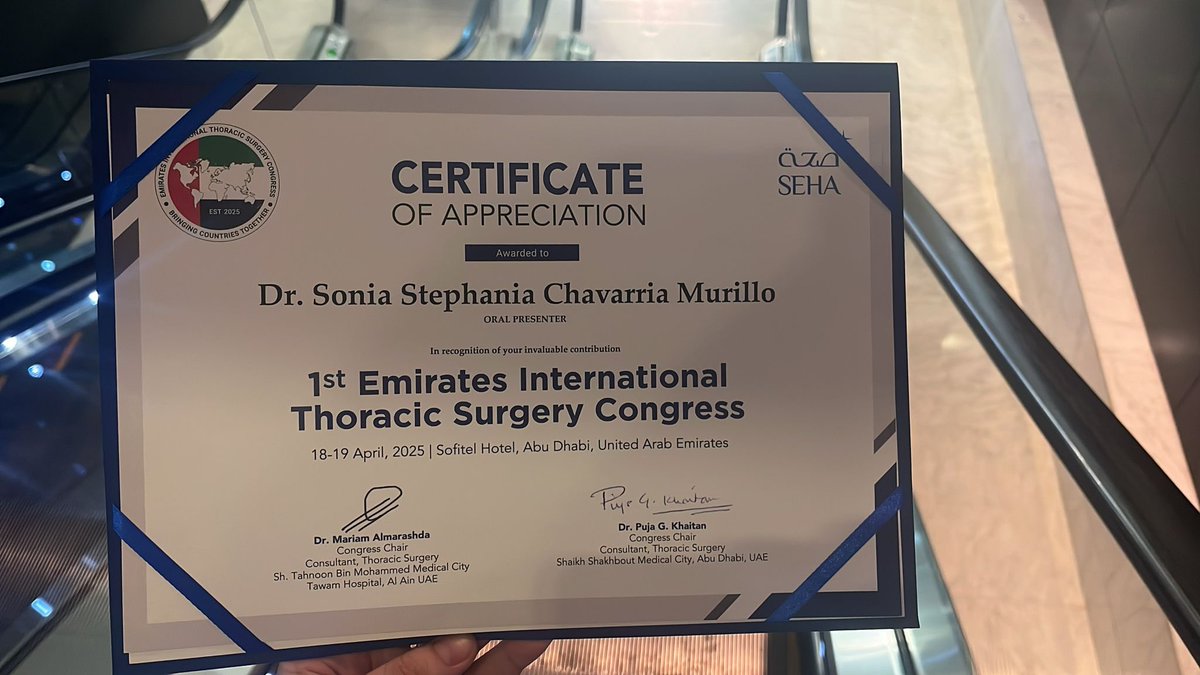 EMIRATES INTERNATIONAL THORACIC SURGERY CONGRESS
EST 2025
BRINGING COUNTRIES TOGETHER
صحة
SEHA
CERTIFICATE
OF APPRECIATION
Awarded to
Dr. Sonia Stephania Chavarria Murillo
ORAL PRESENTER
In recognition of your invaluable contribution
1st Emirates International
Thoracic Surgery Congress
18-19 April, 2025 | Sofitel Hotel, Abu Dhabi, United Arab Emirates
Dr. Mariam Almarashda
Congress Chair
Consultant, Thoracic Surgery
Sh. Tahnoon Bin Mohammed Medical City
Tawam Hospital, Al Ain UAE
Puja G. Khaitan
Dr. Puja G. Khaitan
Congress Chair
Consultant, Thoracic Surgery
Shaikh Shakhbout Medical City, Abu Dhabi, UAE